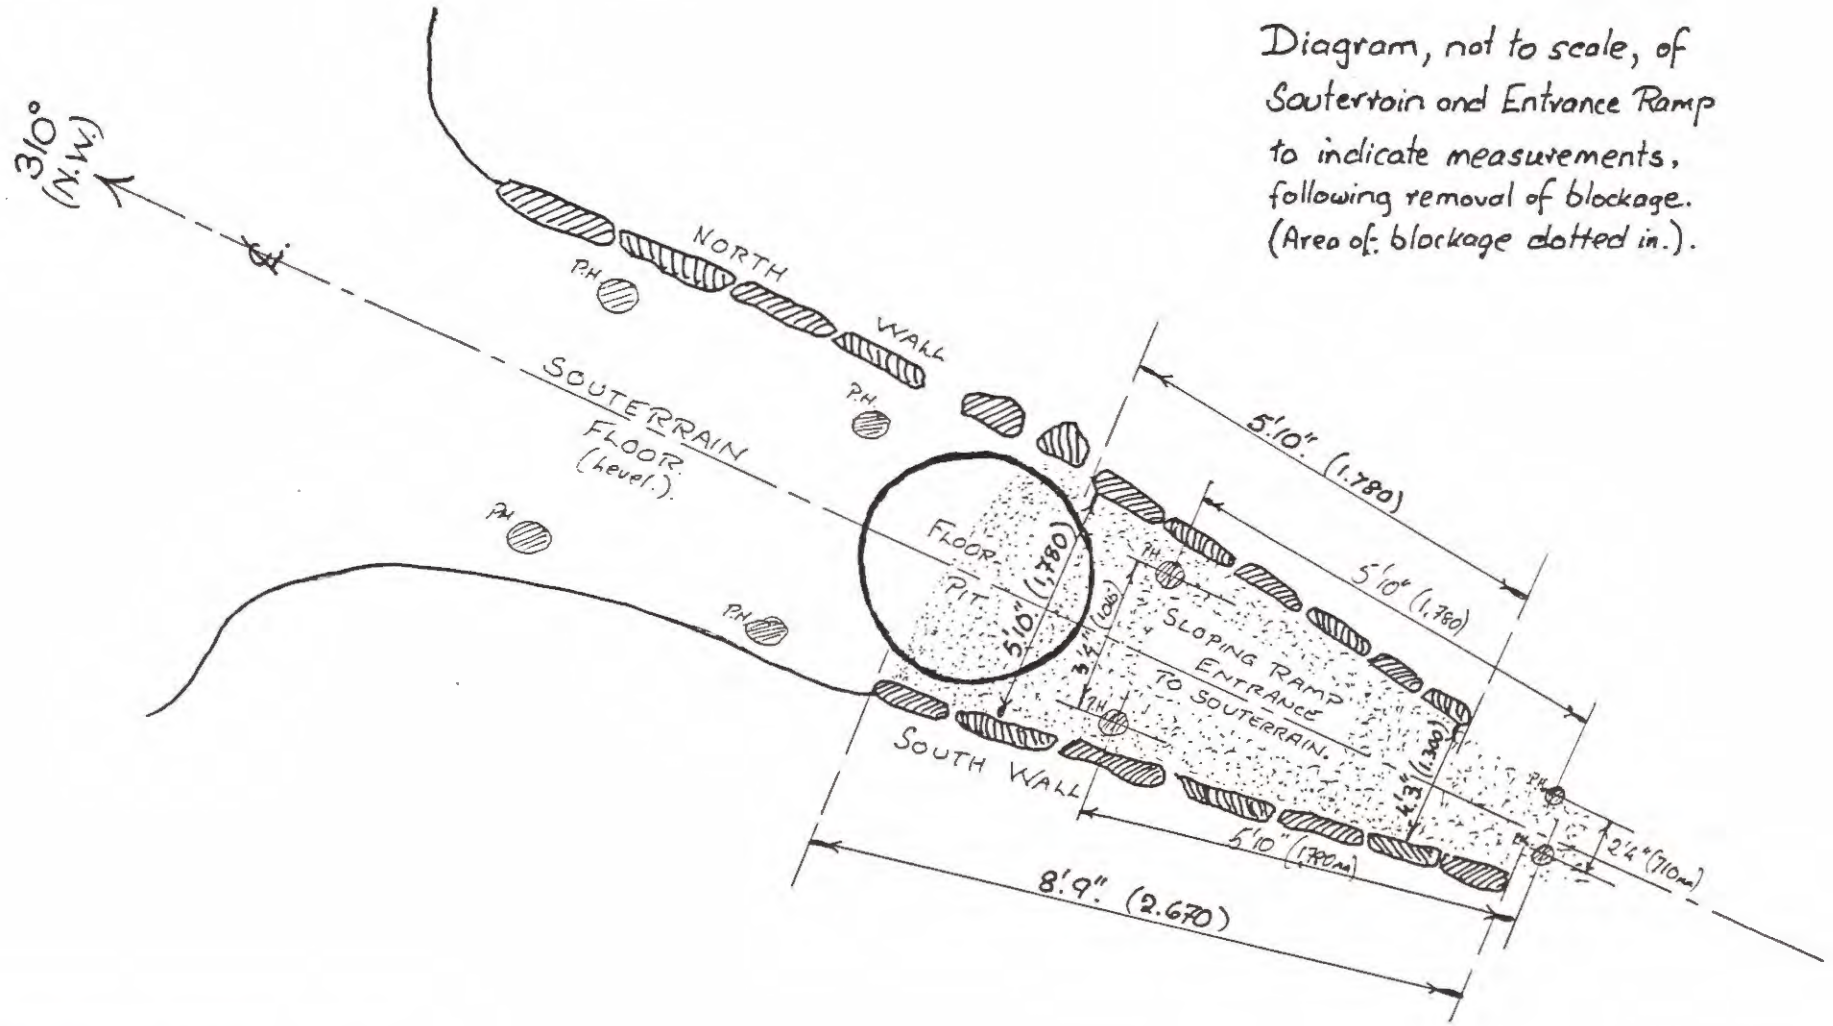 Diagram, not to scale, of
Souterrain and Entrance Ramp
to indicate measurements,
following removal of blockage.
(Area of blockage dotted in.).
310°
(N.W.)
℄.
NORTH
WALL
P.H.
P.H.
SOUTERRAIN
FLOOR.
(Level.).
P.H.
P.H.
FLOOR
PIT.
5'.10". (1.780)
5'10" (1.780)
5'.10". (1,780)
P.H.
3'4"
P.H.
SLOPING RAMP
ENTRANCE
TO SOUTERRAIN.
4'.3." (1.300)
P.H.
P.H.
2'4" (710mm)
SOUTH WALL
5'10"
8'.9". (2.670)